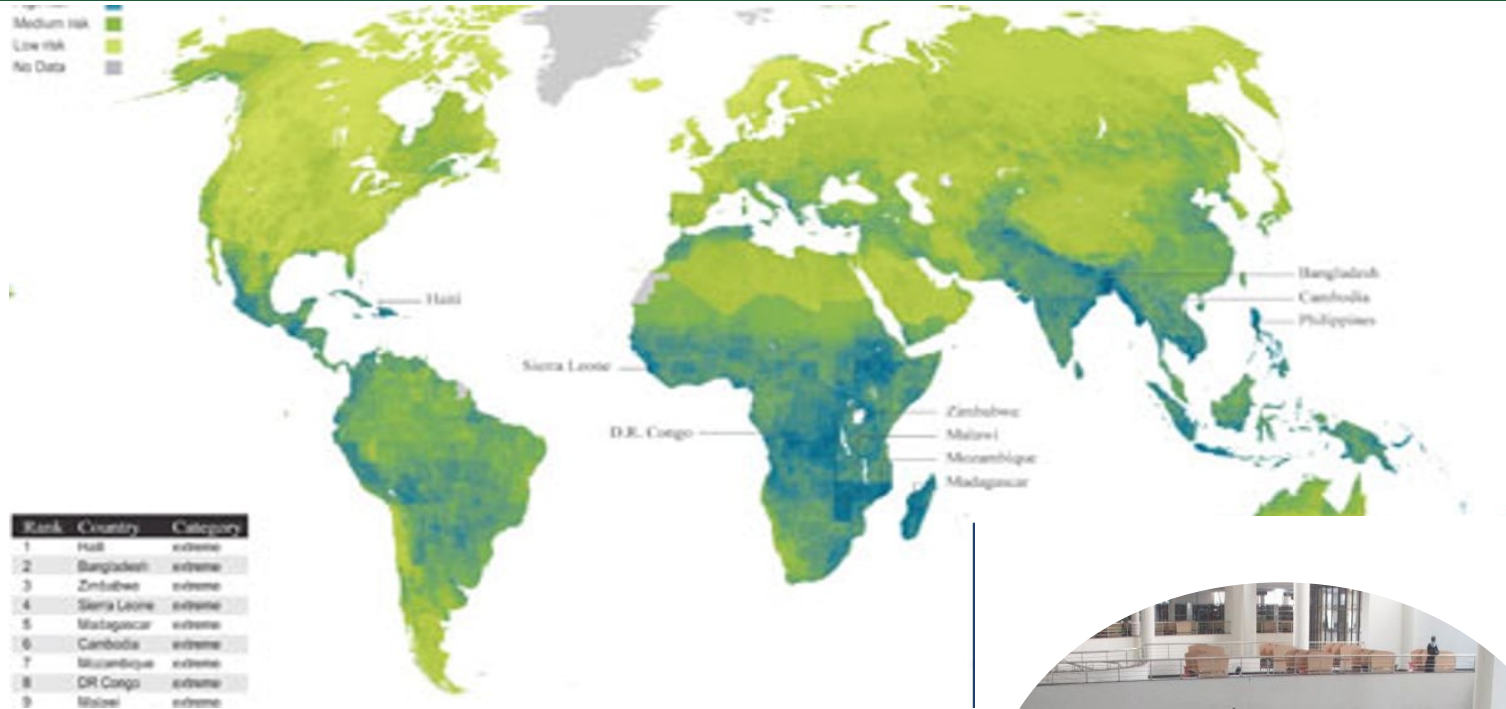 Medium risk
Low risk
No Data
Haiti
Bangladesh
Cambodia
Philippines
Sierra Leone
Zimbabwe
D.R. Congo
Malawi
Mozambique
Madagascar
Rank Country Category
1 Haiti extreme
2 Bangladesh extreme
3 Zimbabwe extreme
4 Sierra Leone extreme
5 Madagascar extreme
6 Cambodia extreme
7 Mozambique extreme
8 DR Congo extreme
9 Malawi extreme